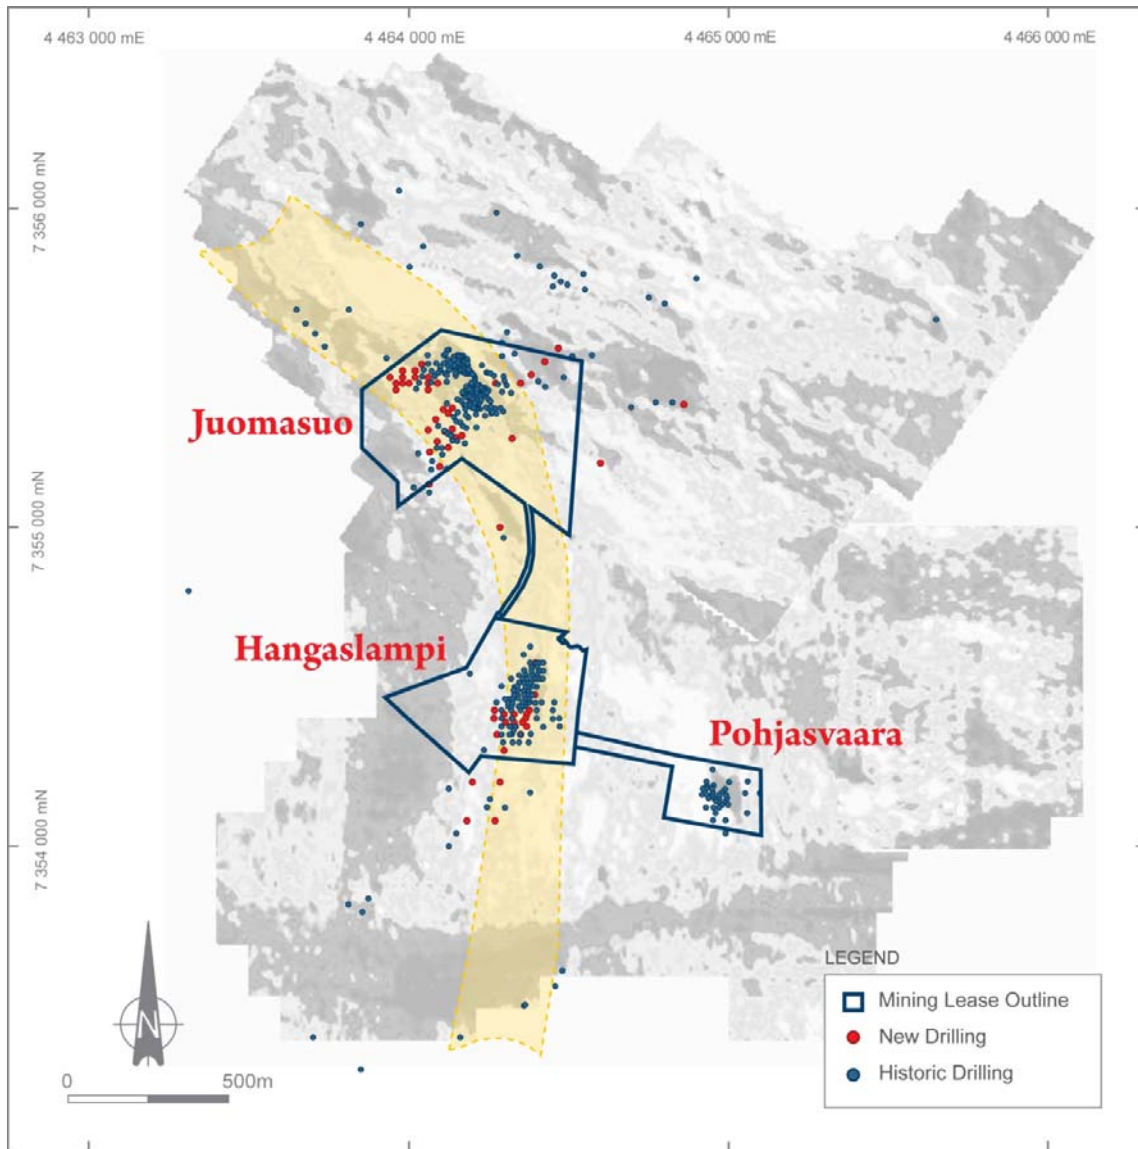 4 463 000 mE
4 464 000 mE
4 465 000 mE
4 466 000 mE
7 356 000 mN
Juomasuo
7 355 000 mN
Hangaslampi
Pohjasvaara
7 354 000 mN
LEGEND
Mining Lease Outline
New Drilling
Historic Drilling
N
0
500m